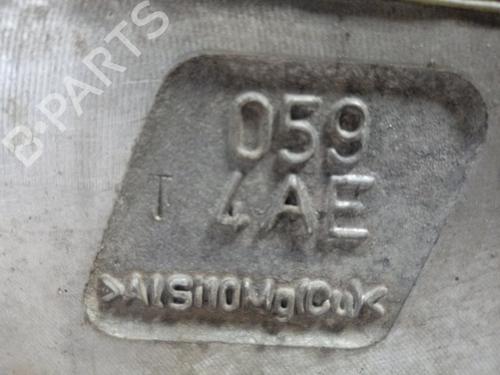 B-PARTS
059
T 4AE
>AlSi10Mg(Cu)<